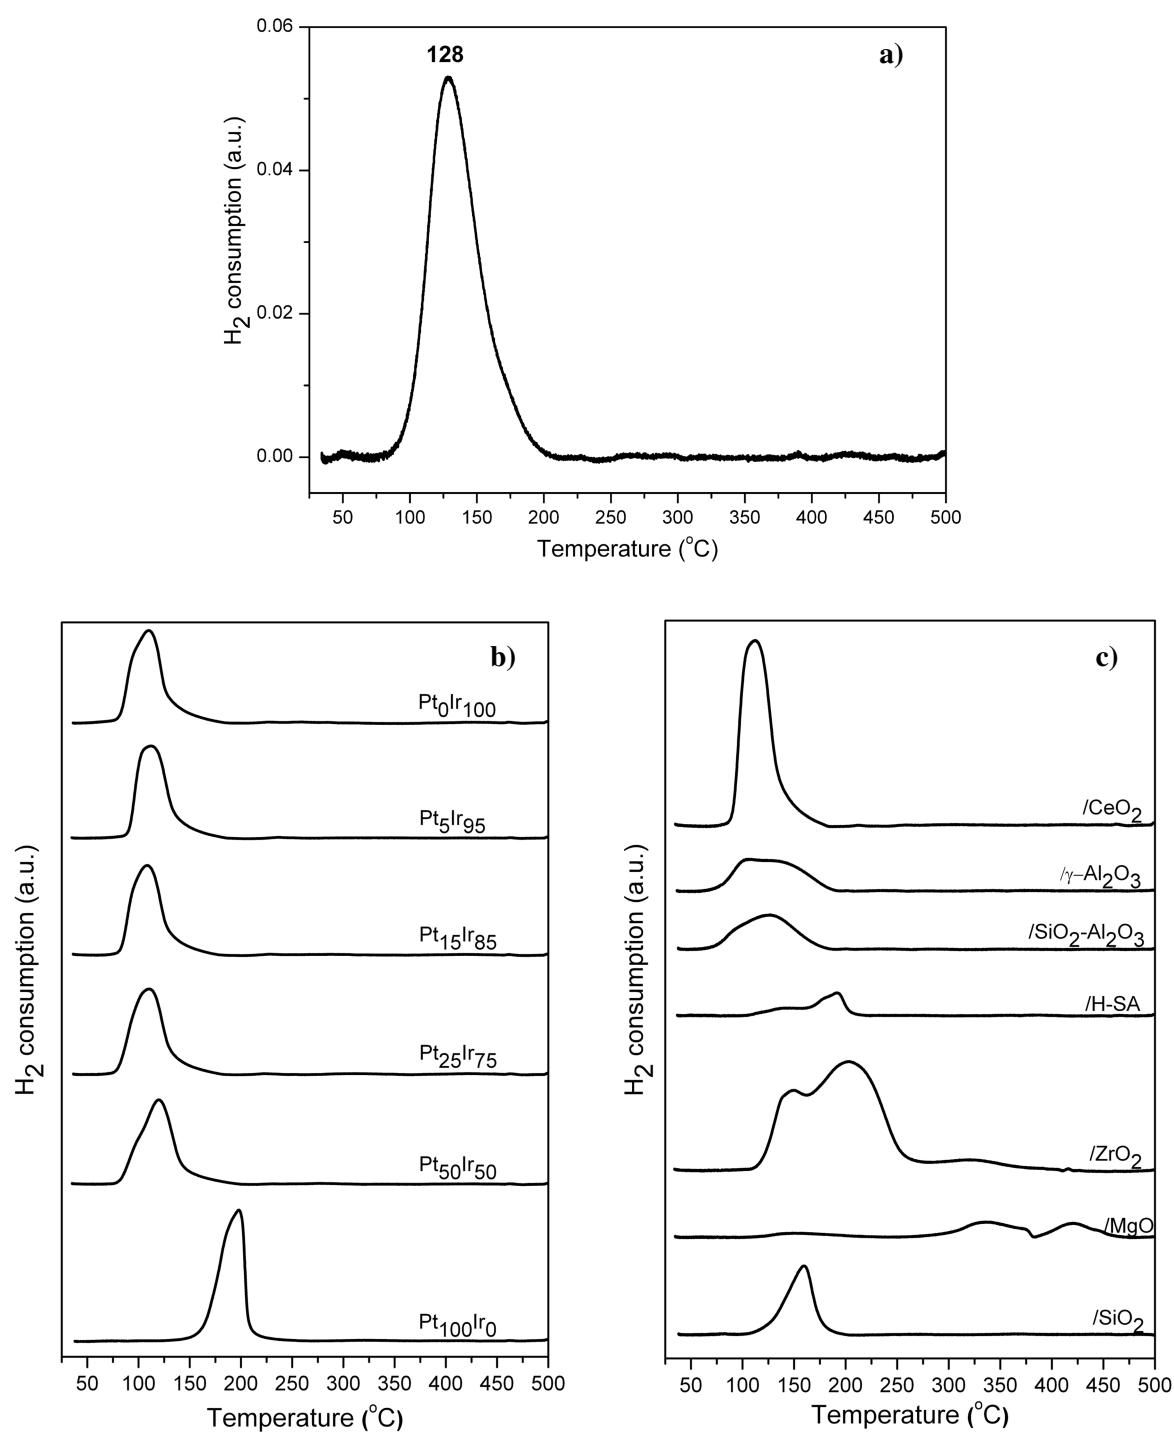 a)
128
0.06
0.04
0.02
0.00
H2 consumption (a.u.)
50 100 150 200 250 300 350 400 450 500
Temperature (°C)
b)
Pt0Ir100
Pt5Ir95
Pt15Ir85
Pt25Ir75
Pt50Ir50
Pt100Ir0
H2 consumption (a.u.)
50 100 150 200 250 300 350 400 450 500
Temperature (°C)
c)
/CeO2
/γ–Al2O3
/SiO2-Al2O3
/H-SA
/ZrO2
/MgO
/SiO2
H2 consumption (a.u.)
50 100 150 200 250 300 350 400 450 500
Temperature (°C)